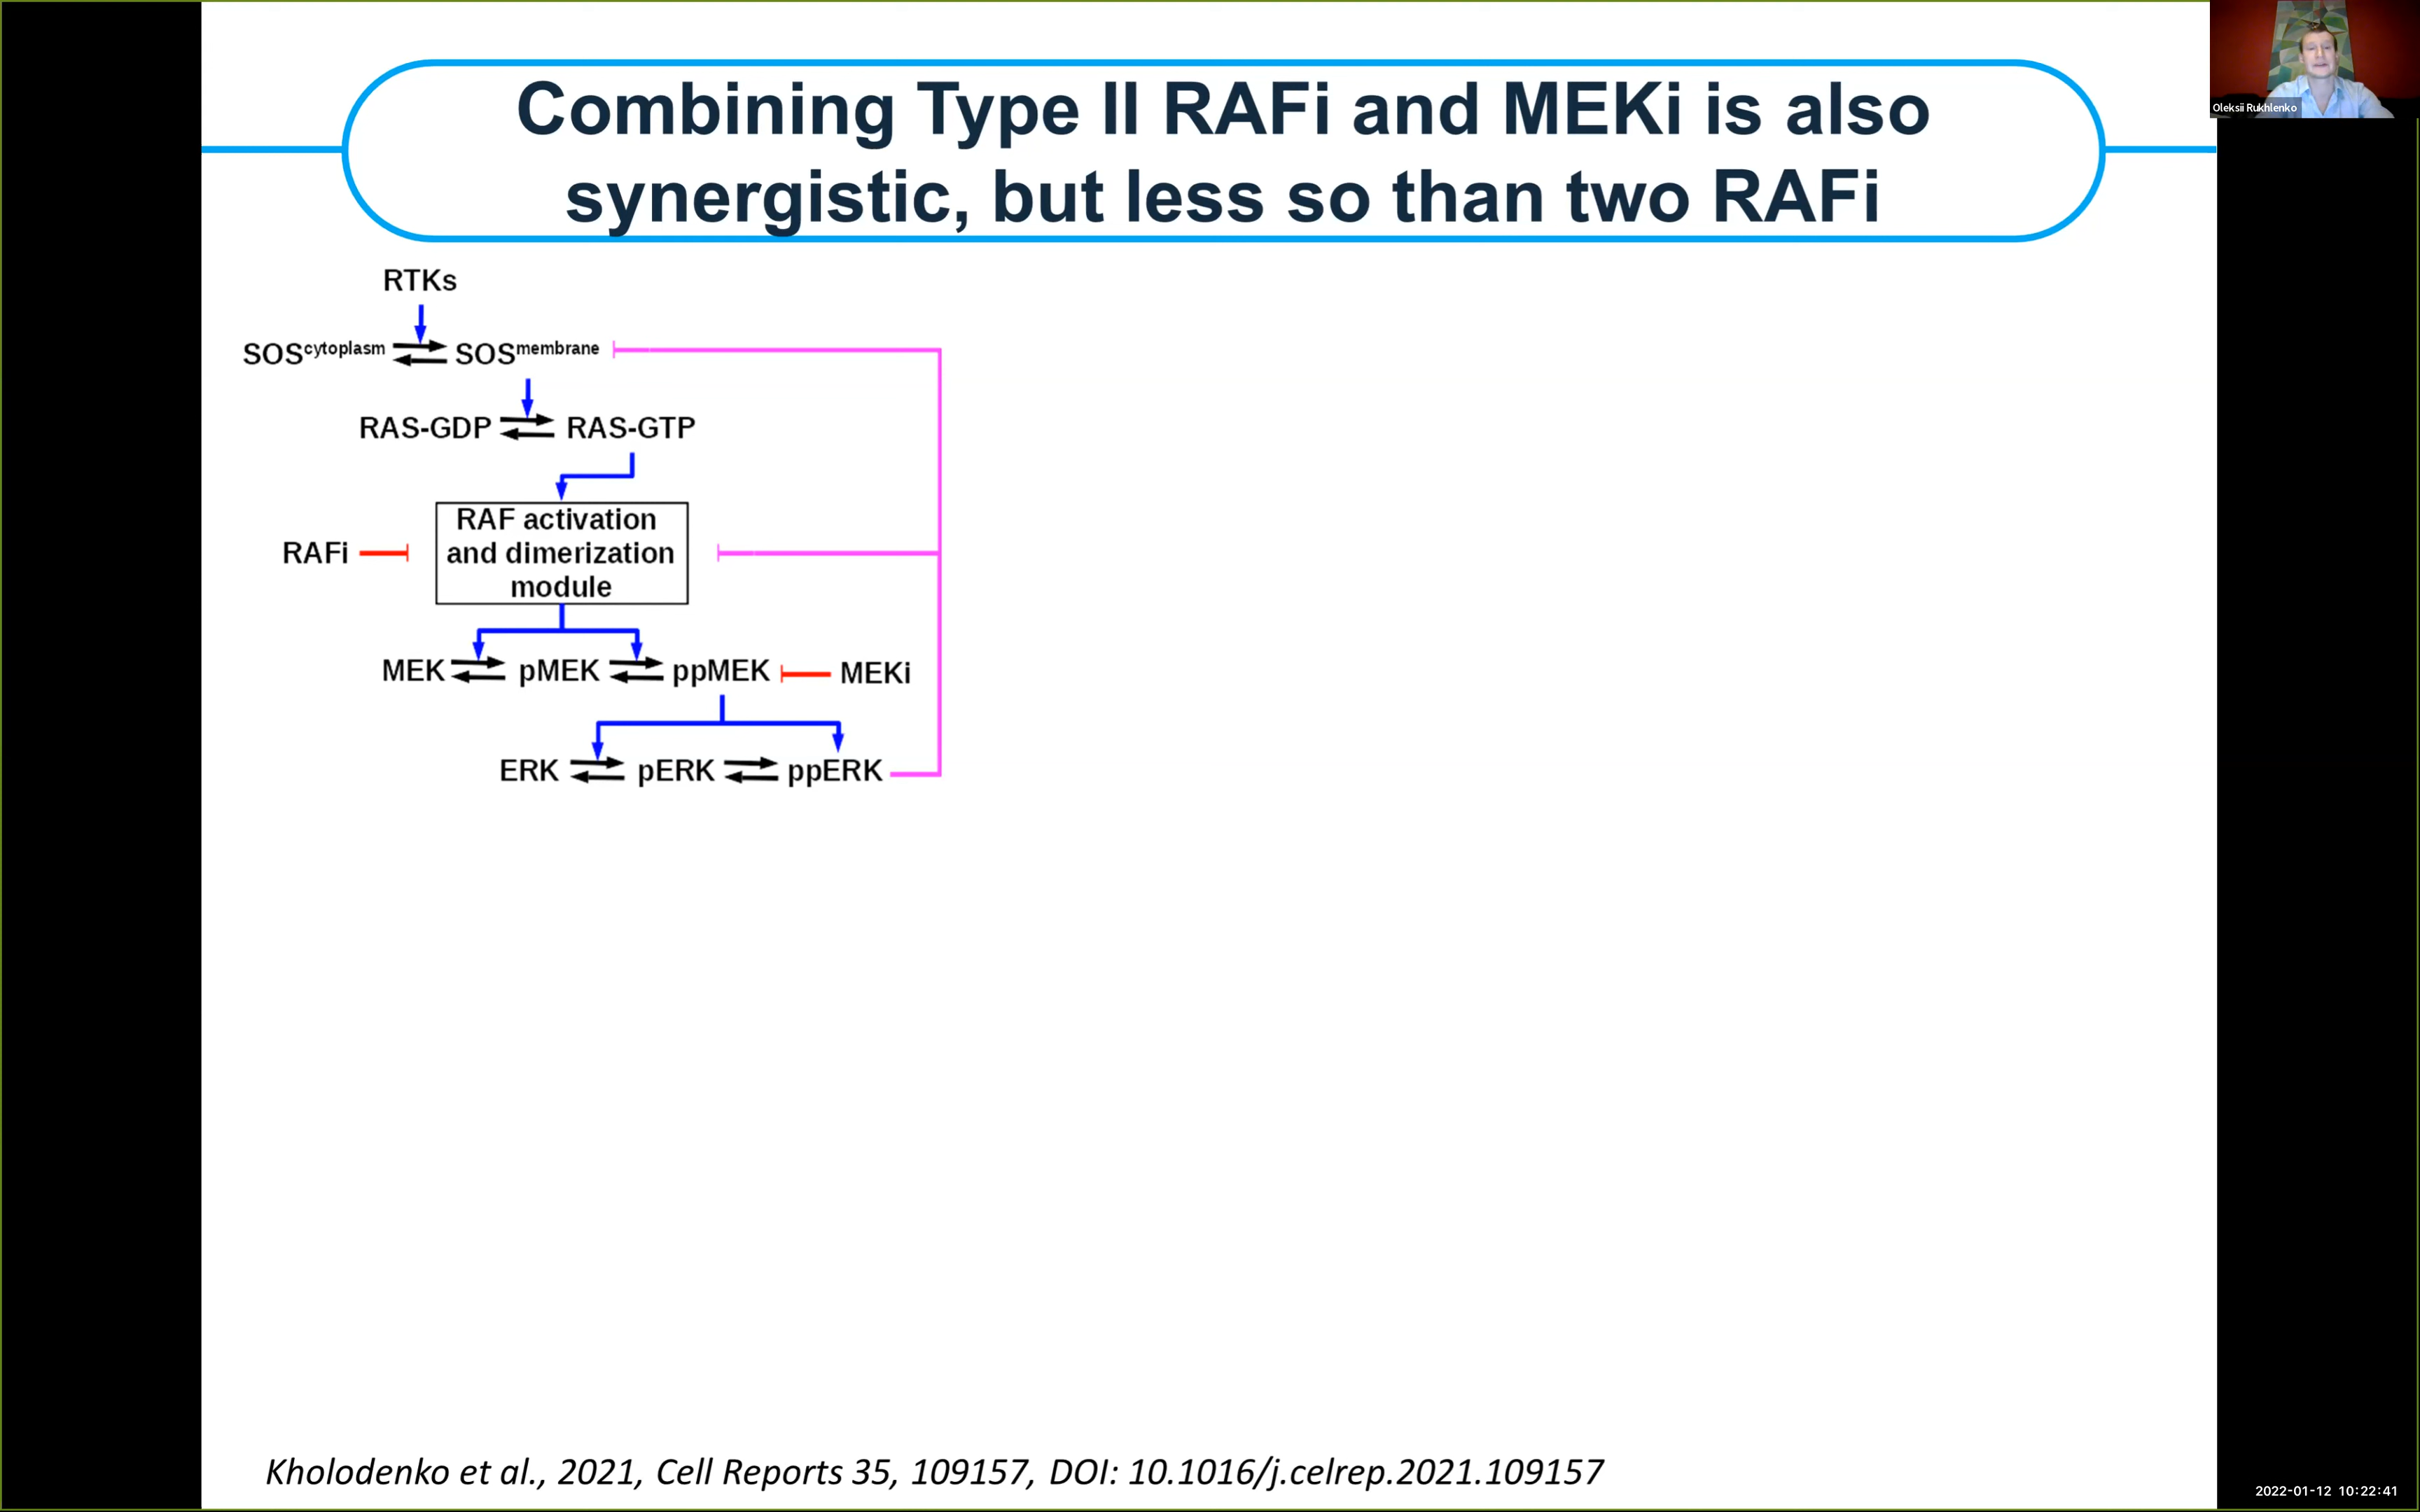 Combining Type II RAFi and MEKi is also
synergistic, but less so than two RAFi
Oleksii Rukhlenko
RTKs
SOScytoplasm SOSmembrane
RAS-GDP RAS-GTP
RAF activation
RAFi and dimerization
module
MEK pMEK ppMEK MEKi
ERK pERK ppERK
Kholodenko et al., 2021, Cell Reports 35, 109157, DOI: 10.1016/j.celrep.2021.109157
2022-01-12 10:22:41